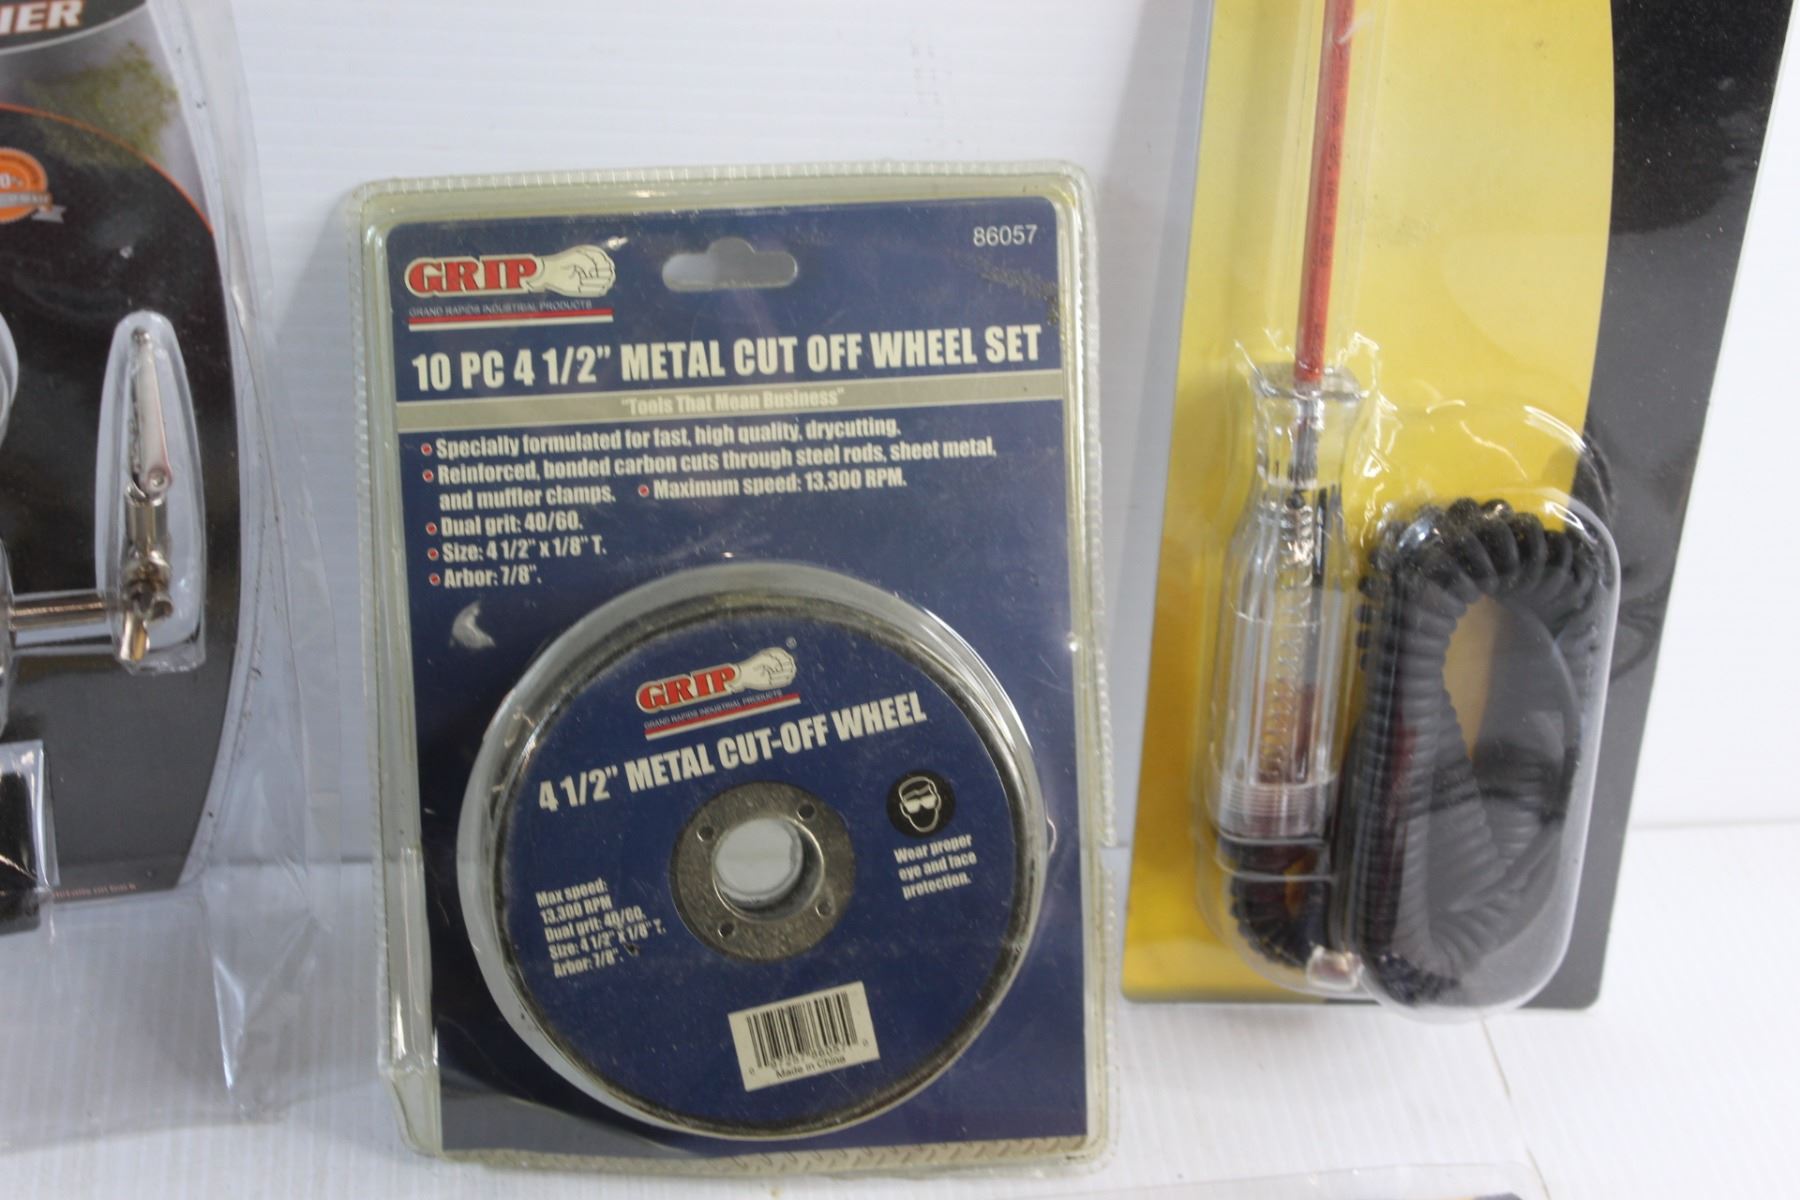 IER
GRIP
GRAND RAPIDS INDUSTRIAL PRODUCTS
86057
10 PC 4 1/2" METAL CUT OFF WHEEL SET
"Tools That Mean Business"
• Specially formulated for fast, high quality, drycutting.
• Reinforced, bonded carbon cuts through steel rods, sheet metal,
and muffler clamps. • Maximum speed: 13,300 RPM.
• Dual grit: 40/60.
• Size: 4 1/2" x 1/8" T.
• Arbor: 7/8".
GRIP®
GRAND RAPIDS INDUSTRIAL PRODUCTS
4 1/2" METAL CUT-OFF WHEEL
Wear proper
eye and face
protection.
Max speed:
13,300 RPM
Dual grit: 40/60.
Size: 4 1/2" x 1/8" T.
Arbor: 7/8".
0 97257 86057 0
Made in China